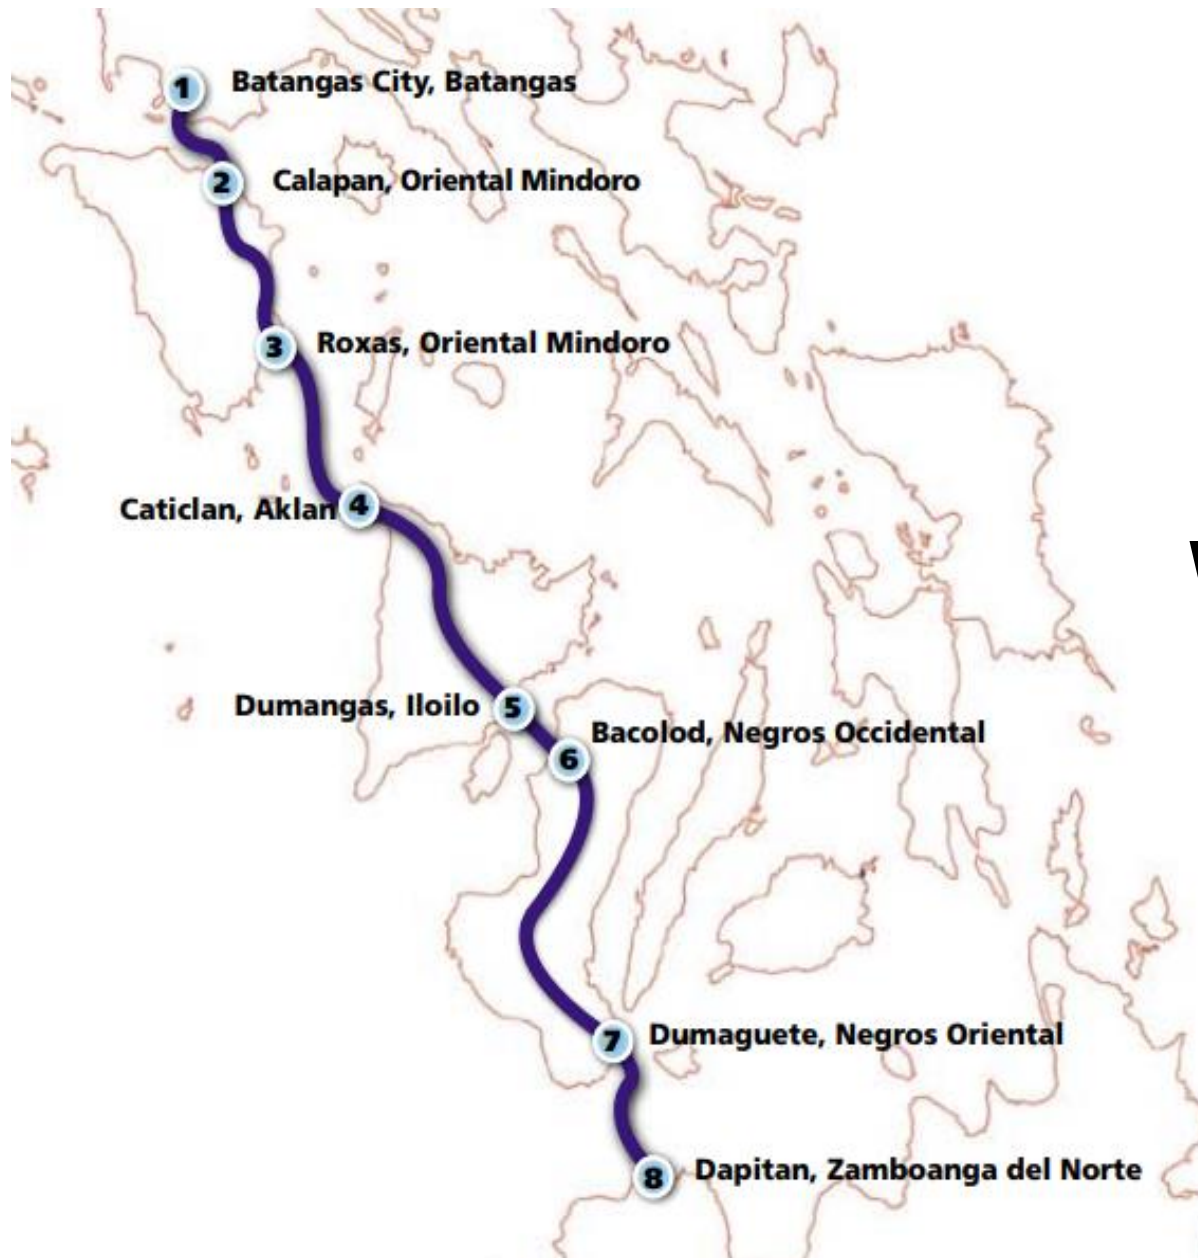 1 Batangas City, Batangas
2 Calapan, Oriental Mindoro
3 Roxas, Oriental Mindoro
Caticlan, Aklan 4
Dumangas, Iloilo 5
6 Bacolod, Negros Occidental
7 Dumaguete, Negros Oriental
8 Dapitan, Zamboanga del Norte